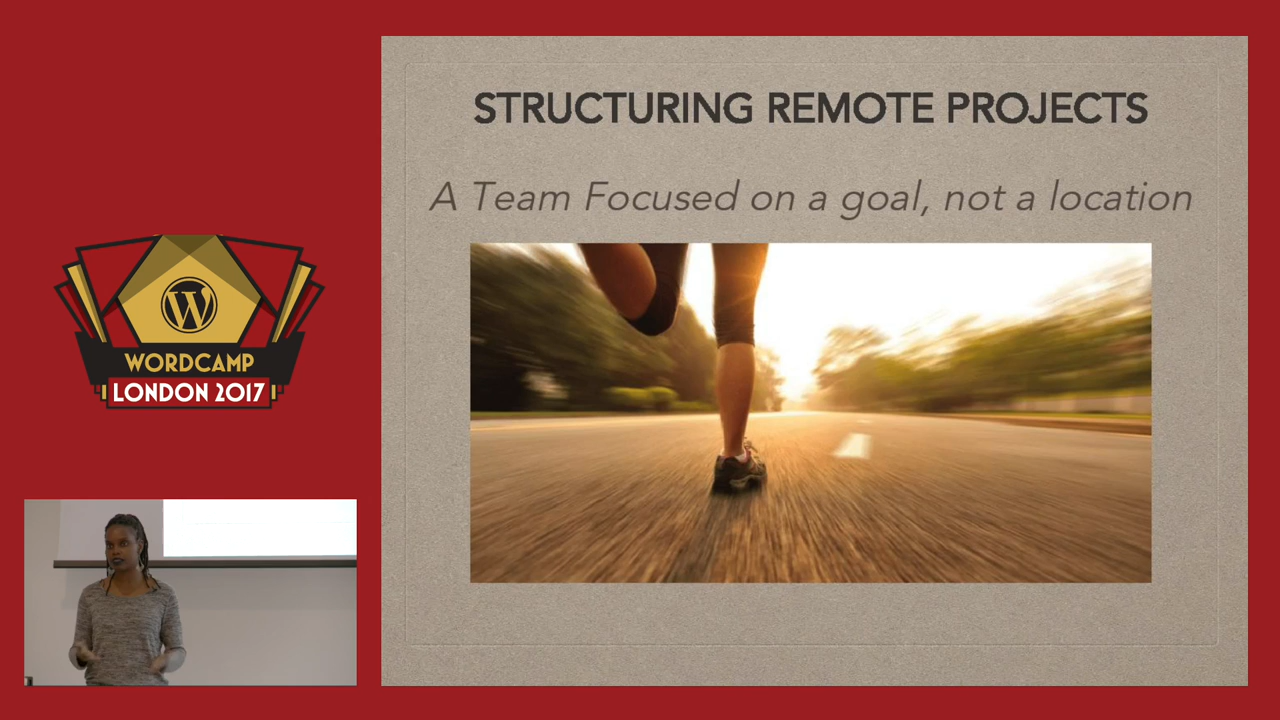 STRUCTURING REMOTE PROJECTS
A Team Focused on a goal, not a location
W
WORDCAMP
LONDON 2017